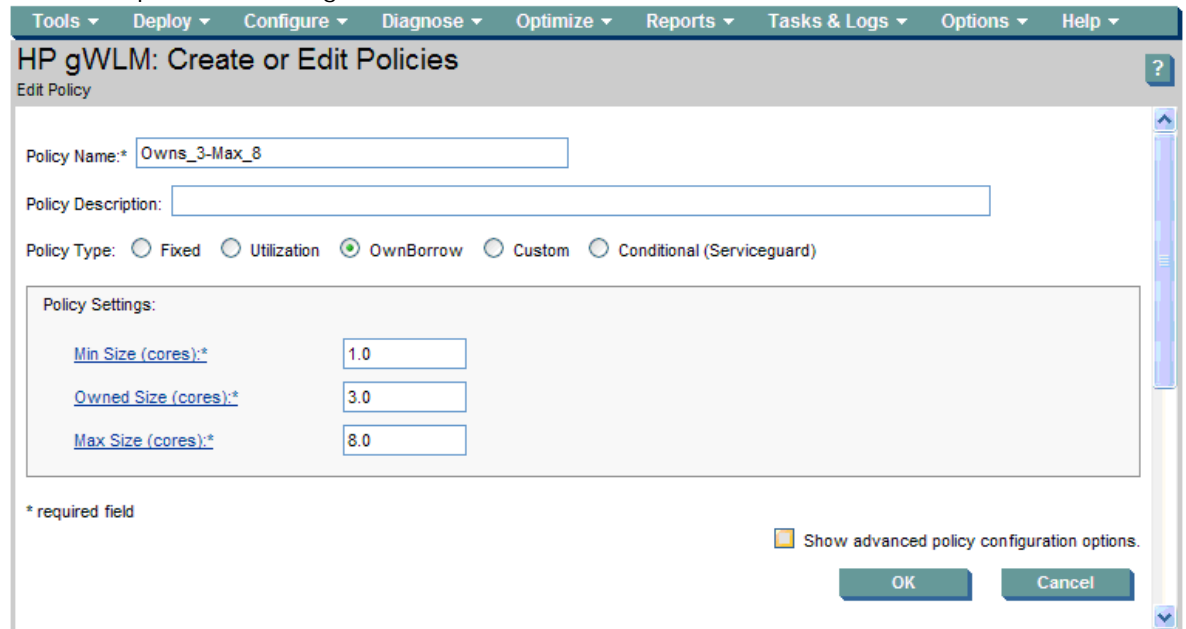 Tools Deploy Configure Diagnose Optimize Reports Tasks & Logs Options Help
HP gWLM: Create or Edit Policies
?
Edit Policy
Policy Name:* Owns_3-Max_8
Policy Description:
Policy Type: Fixed Utilization OwnBorrow Custom Conditional (Serviceguard)
Policy Settings:
Min Size (cores):* 1.0
Owned Size (cores):* 3.0
Max Size (cores):* 8.0
* required field
Show advanced policy configuration options.
OK Cancel